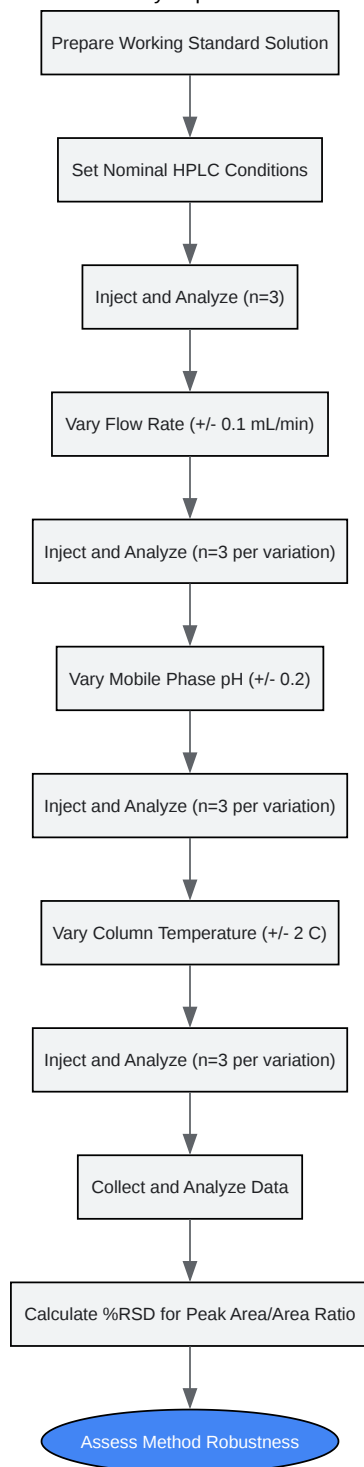 Prepare Working Standard Solution
Set Nominal HPLC Conditions
Inject and Analyze (n=3)
Vary Flow Rate (+/- 0.1 mL/min)
Inject and Analyze (n=3 per variation)
Vary Mobile Phase pH (+/- 0.2)
Inject and Analyze (n=3 per variation)
Vary Column Temperature (+/- 2 C)
Inject and Analyze (n=3 per variation)
Collect and Analyze Data
Calculate %RSD for Peak Area/Area Ratio
Assess Method Robustness